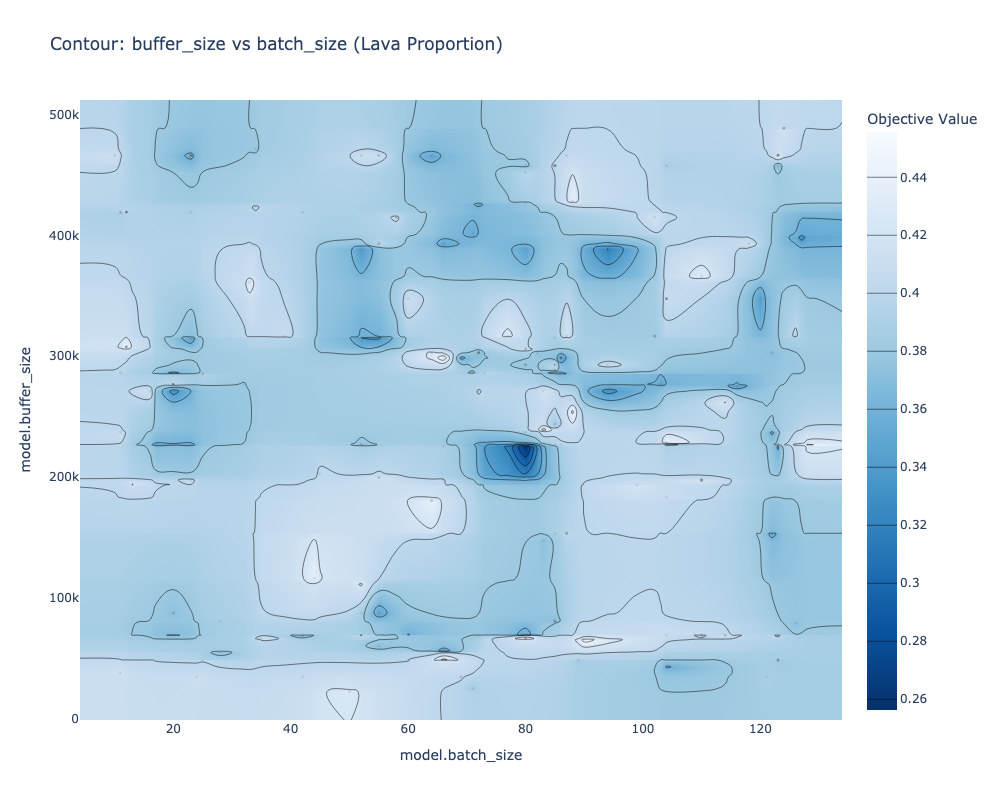 Contour: buffer_size vs batch_size (Lava Proportion)
Objective Value
500k
400k
300k
200k
100k
0
model.buffer_size
20
40
60
80
100
120
model.batch_size
0.44
0.42
0.4
0.38
0.36
0.34
0.32
0.3
0.28
0.26